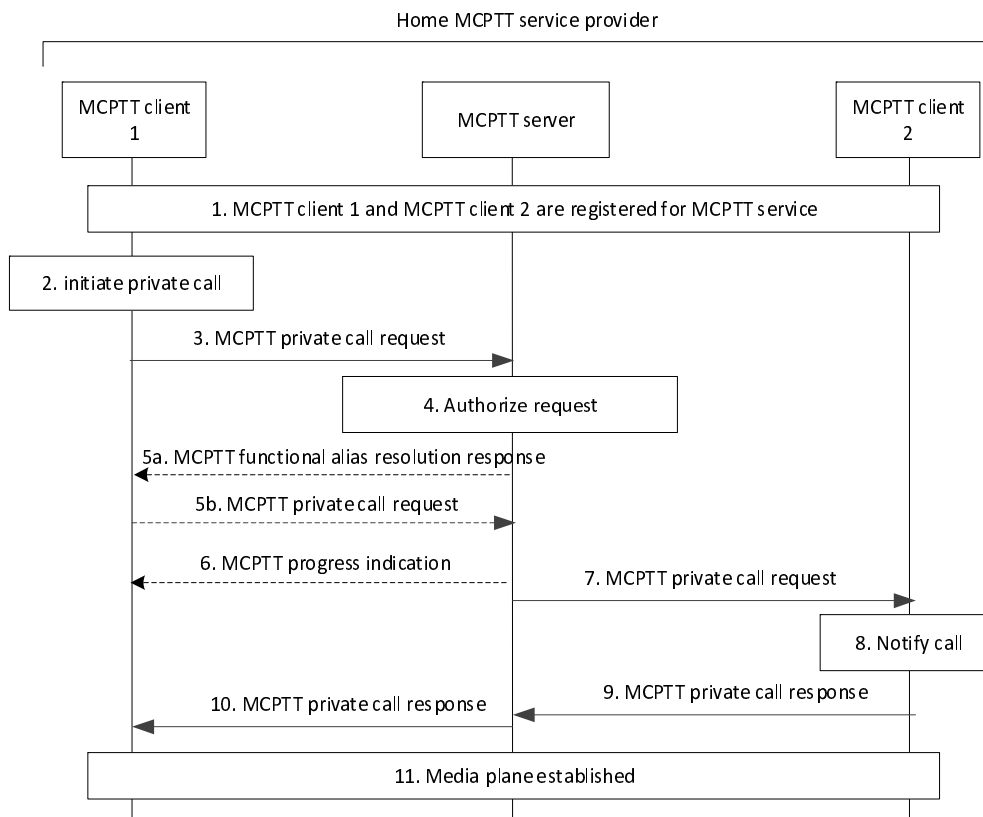 Home MCPTT service provider
MCPTT client
1
MCPTT server
MCPTT client
2
1. MCPTT client 1 and MCPTT client 2 are registered for MCPTT service
2. initiate private call
3. MCPTT private call request
4. Authorize request
5a. MCPTT functional alias resolution response
5b. MCPTT private call request
6. MCPTT progress indication
7. MCPTT private call request
8. Notify call
9. MCPTT private call response
10. MCPTT private call response
11. Media plane established